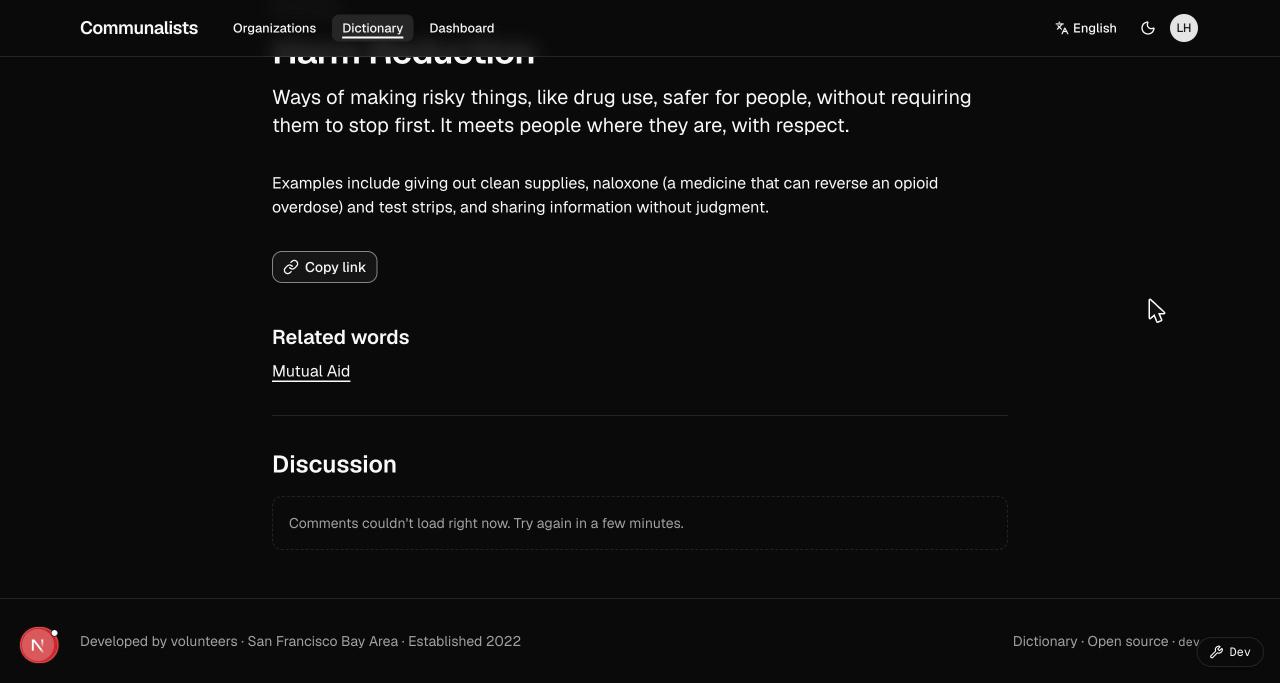 Communalists Organizations Dictionary Dashboard English LH
Harm Reduction
Ways of making risky things, like drug use, safer for people, without requiring
them to stop first. It meets people where they are, with respect.
Examples include giving out clean supplies, naloxone (a medicine that can reverse an opioid
overdose) and test strips, and sharing information without judgment.
Copy link
Related words
Mutual Aid
Discussion
Comments couldn't load right now. Try again in a few minutes.
Developed by volunteers · San Francisco Bay Area · Established 2022
Dictionary · Open source · dev
N
Dev